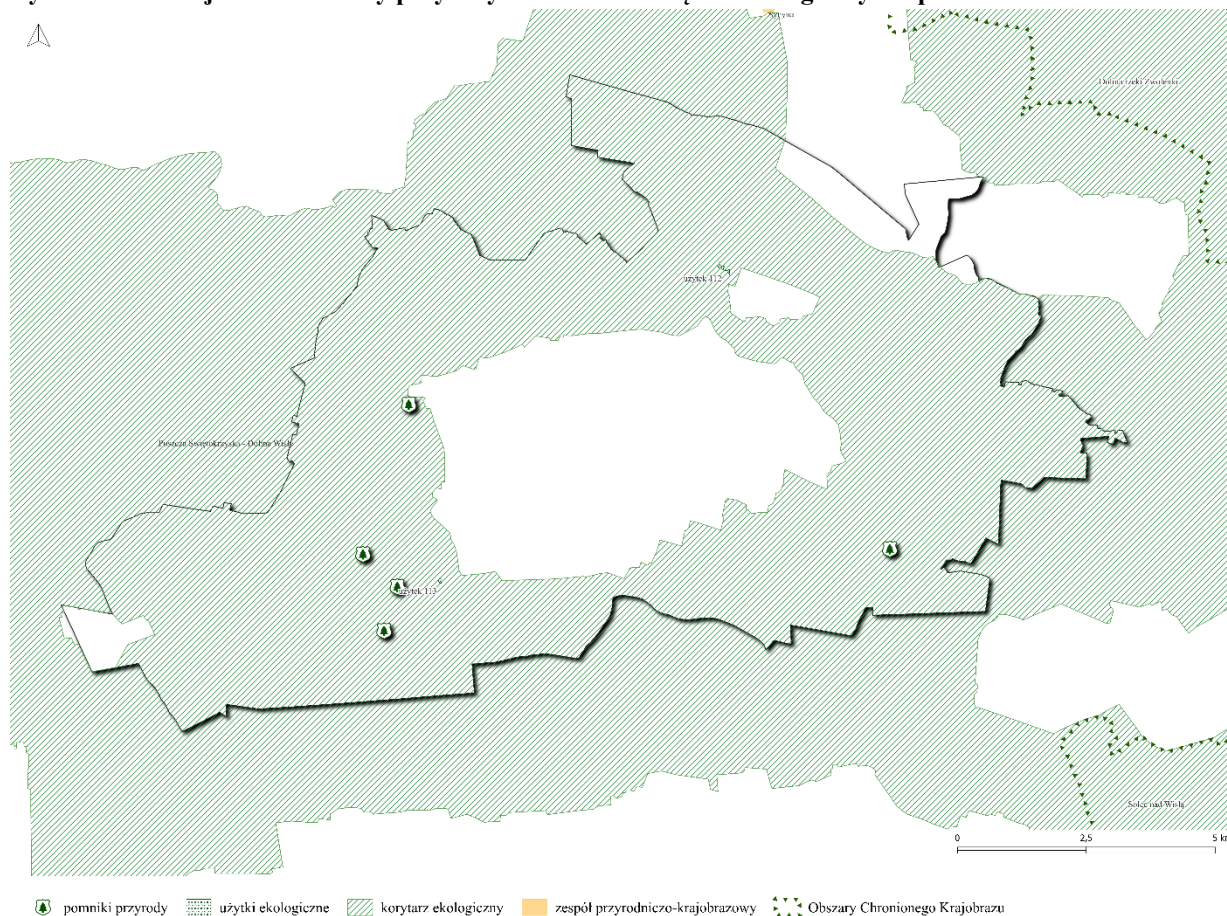 Dolina rzeki Zwolenki
użytek 112
Puszcza Świętokrzyska - Dolina Wisły
użytek 113
Solec nad Wisłą
0 2,5 5 km
pomniki przyrody użytki ekologiczne korytarz ekologiczny zespół przyrodniczo-krajobrazowy Obszary Chronionego Krajobrazu